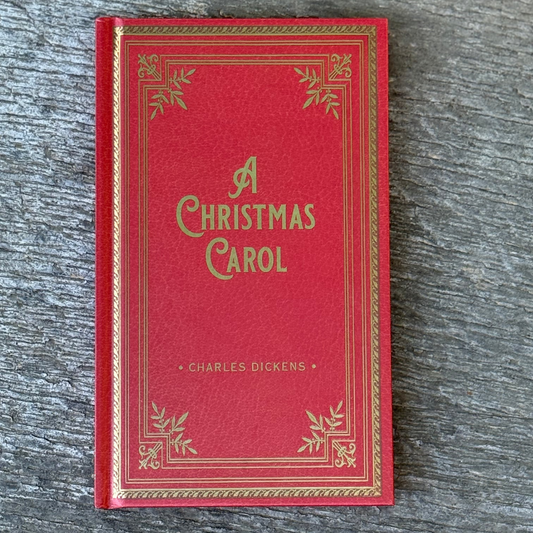 A
CHRISTMAS
CAROL
• CHARLES DICKENS •